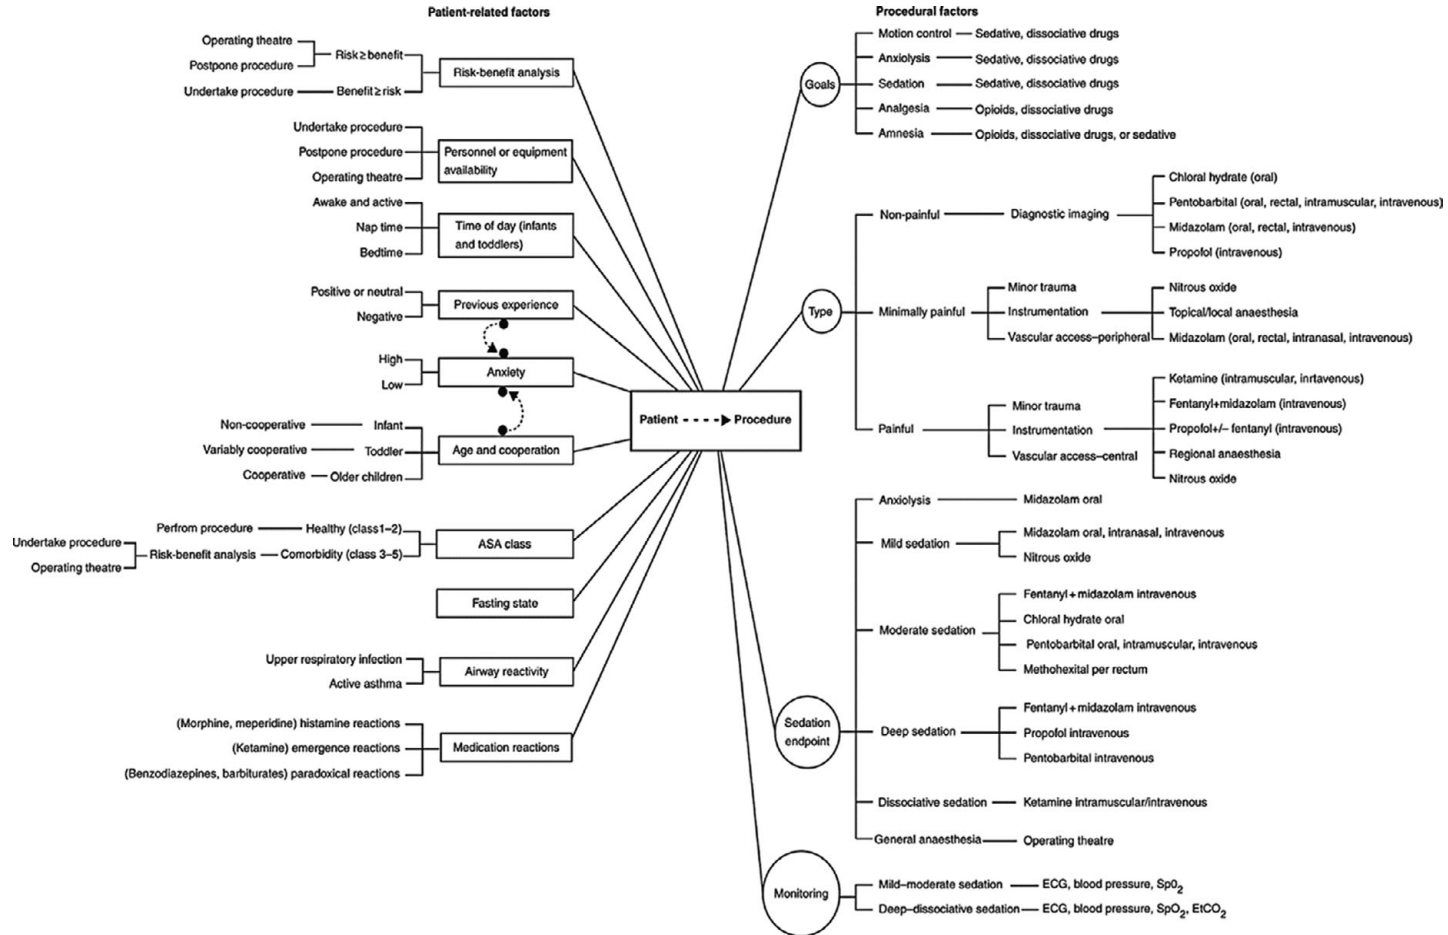 Patient-related factors
Operating theatre
Postpone procedure
Risk≥benefit
Undertake procedure
Benefit≥risk
Risk-benefit analysis
Undertake procedure
Postpone procedure
Operating theatre
Personnel or equipment
availability
Awake and active
Nap time
Bedtime
Time of day (infants
and toddlers)
Positive or neutral
Negative
Previous experience
High
Low
Anxiety
Non-cooperative
Infant
Variably cooperative
Toddler
Cooperative
Older children
Age and cooperation
Perfrom procedure
Healthy (class1–2)
Undertake procedure
Operating theatre
Risk-benefit analysis
Comorbidity (class 3–5)
ASA class
Fasting state
Upper respiratory infection
Active asthma
Airway reactivity
(Morphine, meperidine) histamine reactions
(Ketamine) emergence reactions
(Benzodiazepines, barbiturates) paradoxical reactions
Medication reactions
Patient
Procedure
Procedural factors
Goals
Motion control
Sedative, dissociative drugs
Anxiolysis
Sedative, dissociative drugs
Sedation
Sedative, dissociative drugs
Analgesia
Opioids, dissociative drugs
Amnesia
Opioids, dissociative drugs, or sedative
Type
Non-painful
Diagnostic imaging
Chloral hydrate (oral)
Pentobarbital (oral, rectal, intramuscular, intravenous)
Midazolam (oral, rectal, intravenous)
Propofol (intravenous)
Minimally painful
Minor trauma
Instrumentation
Vascular access–peripheral
Nitrous oxide
Topical/local anaesthesia
Midazolam (oral, rectal, intranasal, intravenous)
Painful
Minor trauma
Instrumentation
Vascular access–central
Ketamine (intramuscular, inrtavenous)
Fentanyl+midazolam (intravenous)
Propofol+/– fentanyl (intravenous)
Regional anaesthesia
Nitrous oxide
Sedation
endpoint
Anxiolysis
Midazolam oral
Mild sedation
Midazolam oral, intranasal, intravenous
Nitrous oxide
Moderate sedation
Fentanyl+midazolam intravenous
Chloral hydrate oral
Pentobarbital oral, intramuscular, intravenous
Methohexital per rectum
Deep sedation
Fentanyl+midazolam intravenous
Propofol intravenous
Pentobarbital intravenous
Dissociative sedation
Ketamine intramuscular/intravenous
General anaesthesia
Operating theatre
Monitoring
Mild–moderate sedation
ECG, blood pressure, Sp0₂
Deep–dissociative sedation
ECG, blood pressure, SpO₂, EtCO₂